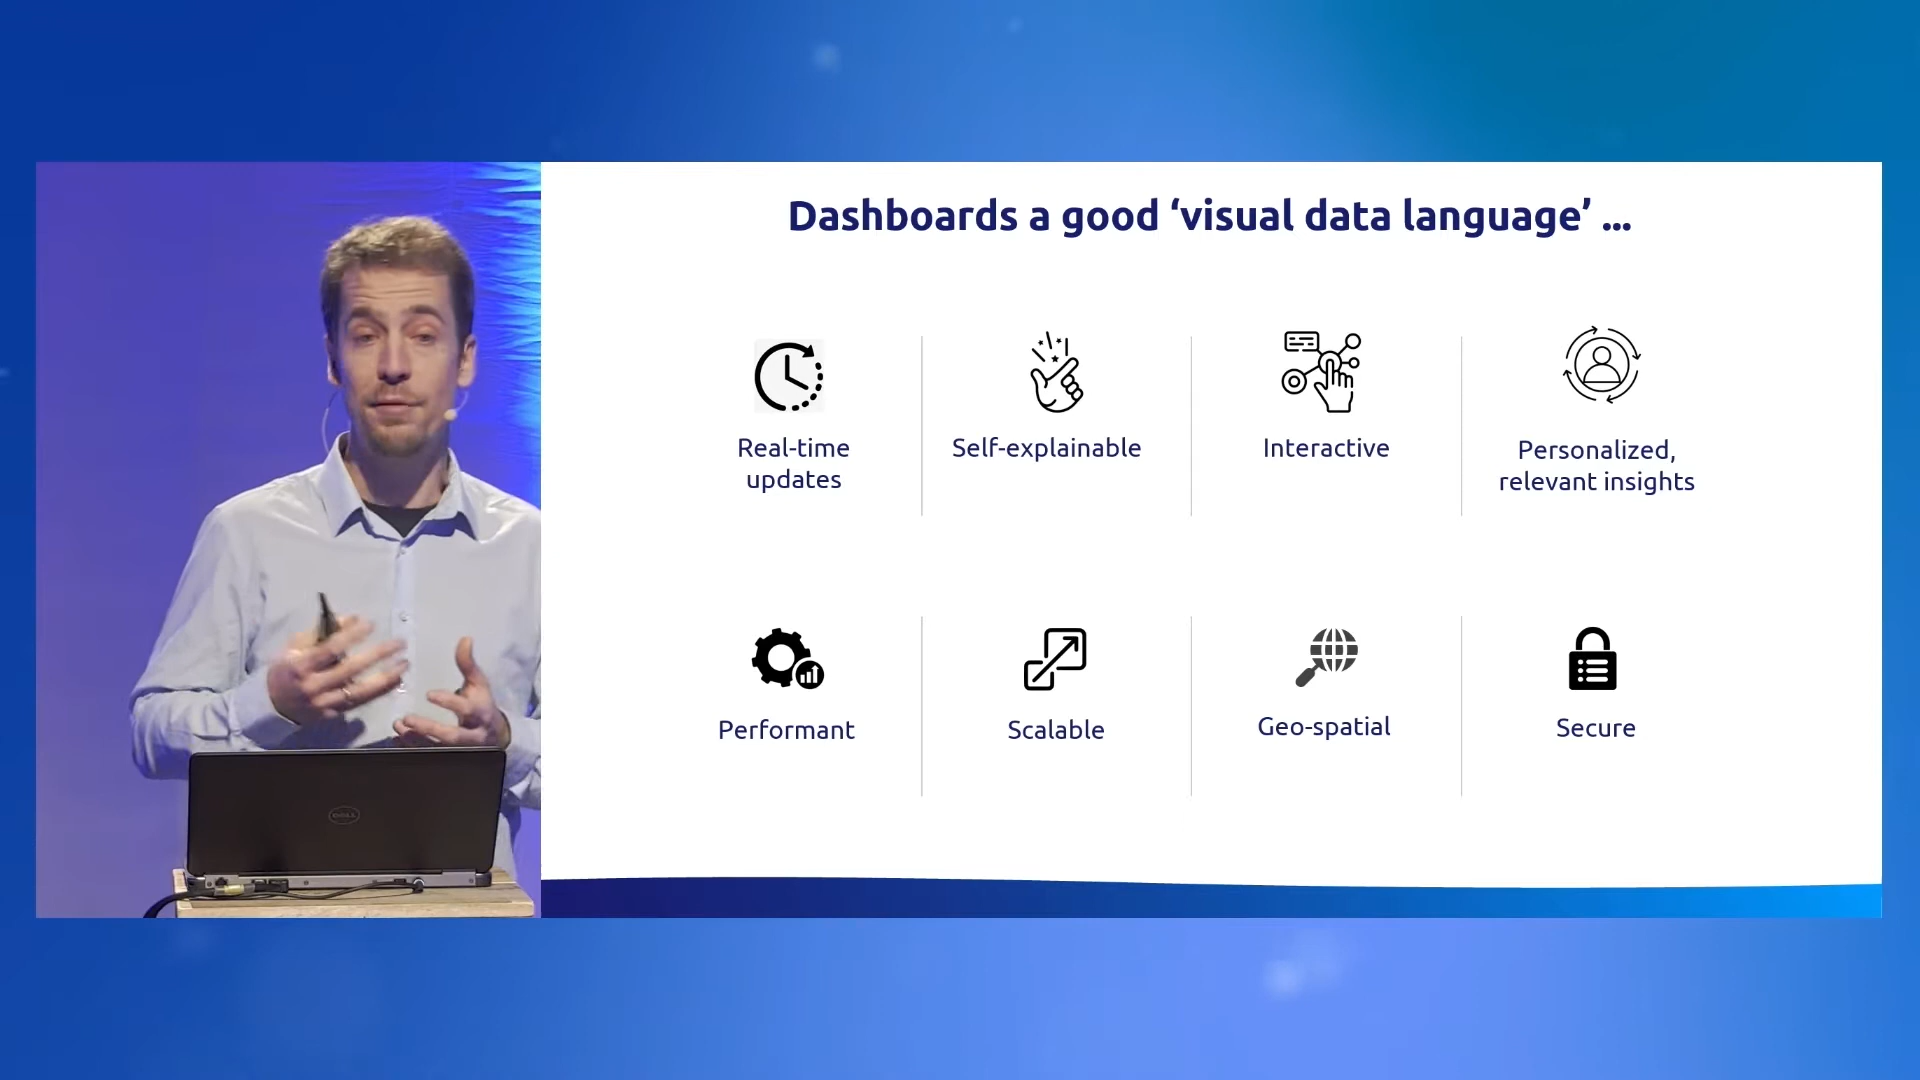 Dashboards a good ‘visual data language’ ...
Real-time
updates
Self-explainable
Interactive
Personalized,
relevant insights
Performant
Scalable
Geo-spatial
Secure
DELL